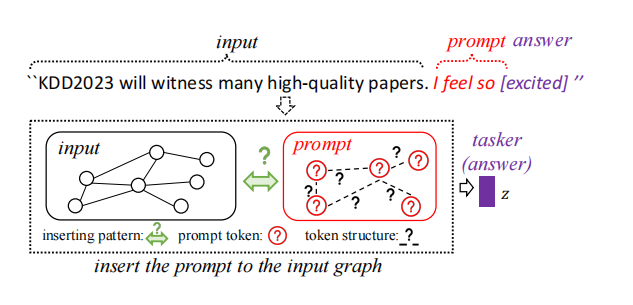 input
prompt answer
``KDD2023 will witness many high-quality papers. I feel so [excited] ’’
input
?
prompt
? ? ? ? ?
? ? ? ? ?
tasker
(answer)
z
inserting pattern: ? prompt token: ? token structure: _?_
insert the prompt to the input graph